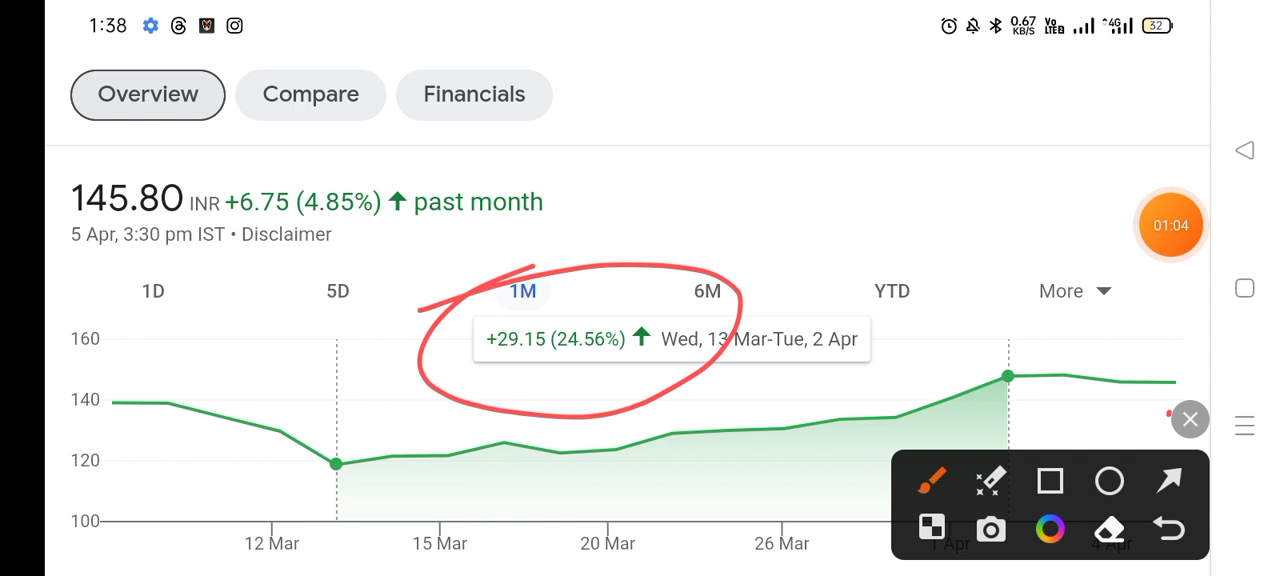 1:38
0.67 KB/S Vo LTE2 4G 32
Overview Compare Financials
145.80 INR +6.75 (4.85%) past month
5 Apr, 3:30 pm IST • Disclaimer
01:04
1D 5D 1M 6M YTD More
+29.15 (24.56%) Wed, 13 Mar-Tue, 2 Apr
160
140
120
100
12 Mar 15 Mar 20 Mar 26 Mar 1 Apr 4 Apr